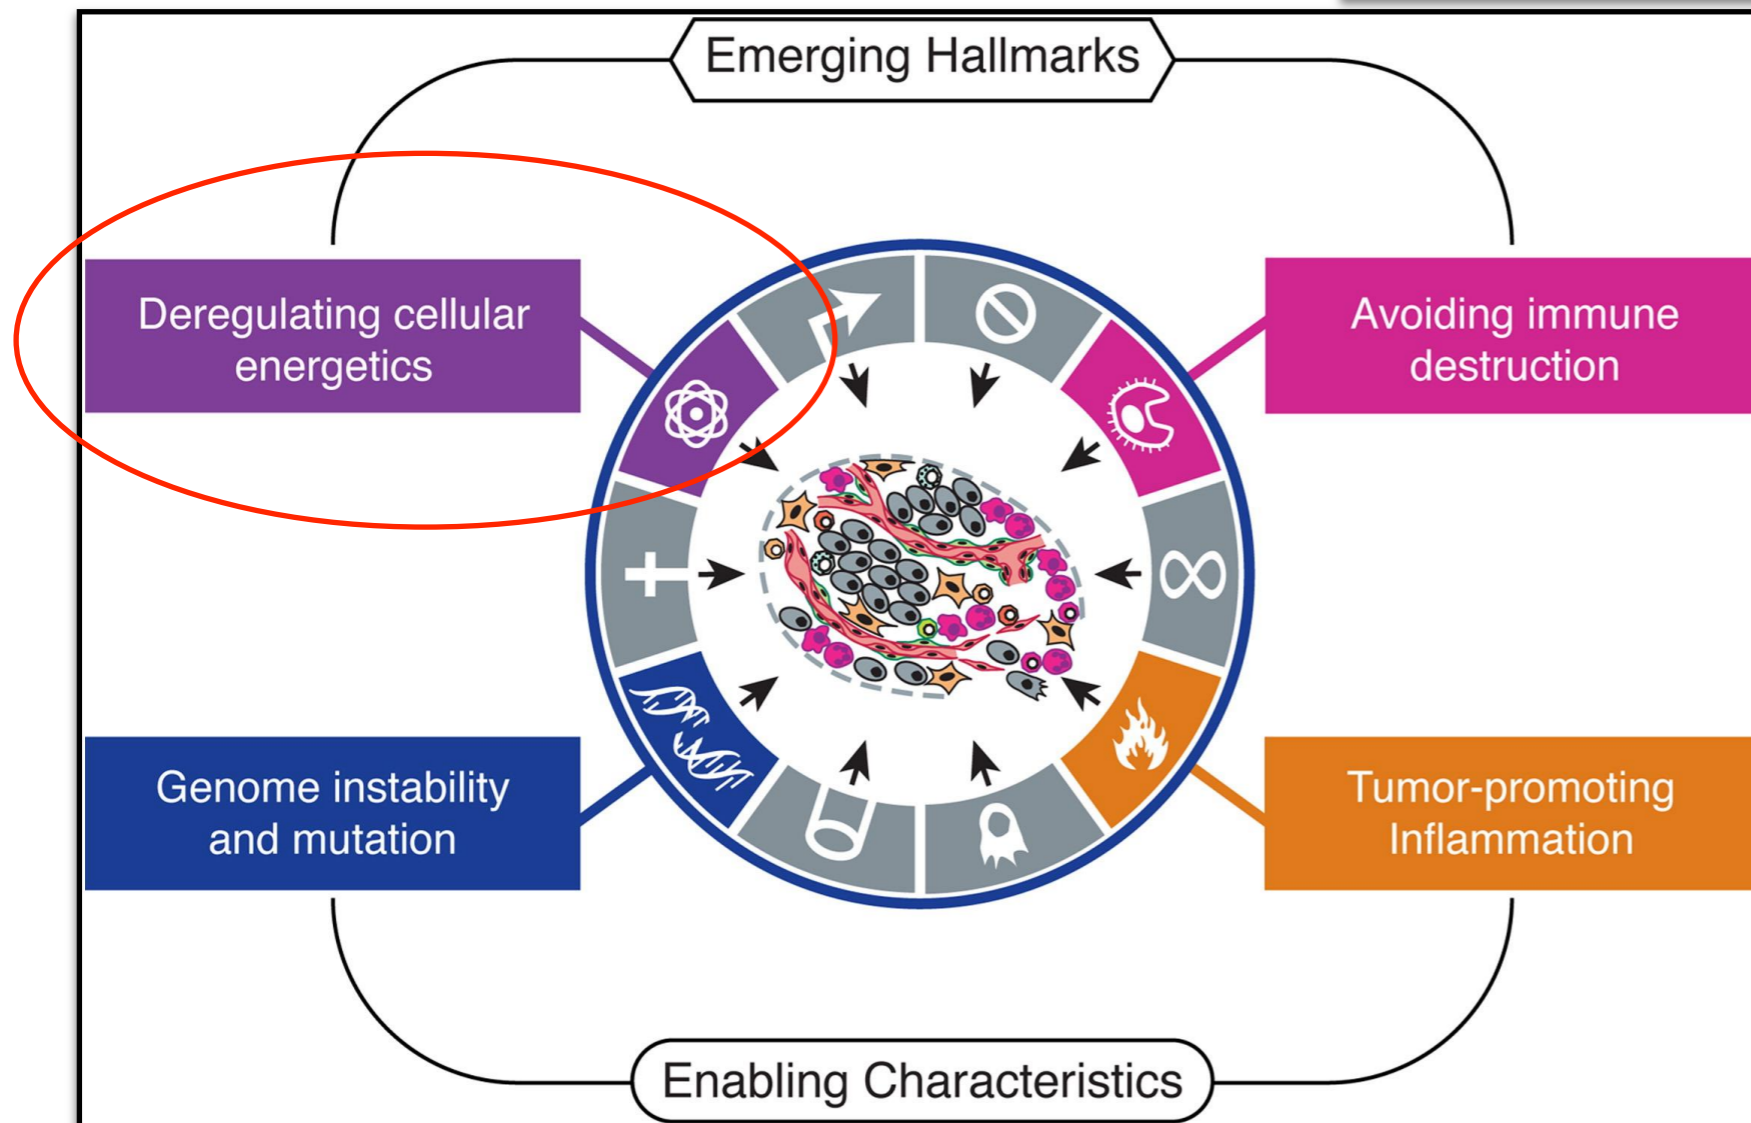 Emerging Hallmarks
Deregulating cellular
energetics
Avoiding immune
destruction
Genome instability
and mutation
Tumor-promoting
Inflammation
Enabling Characteristics